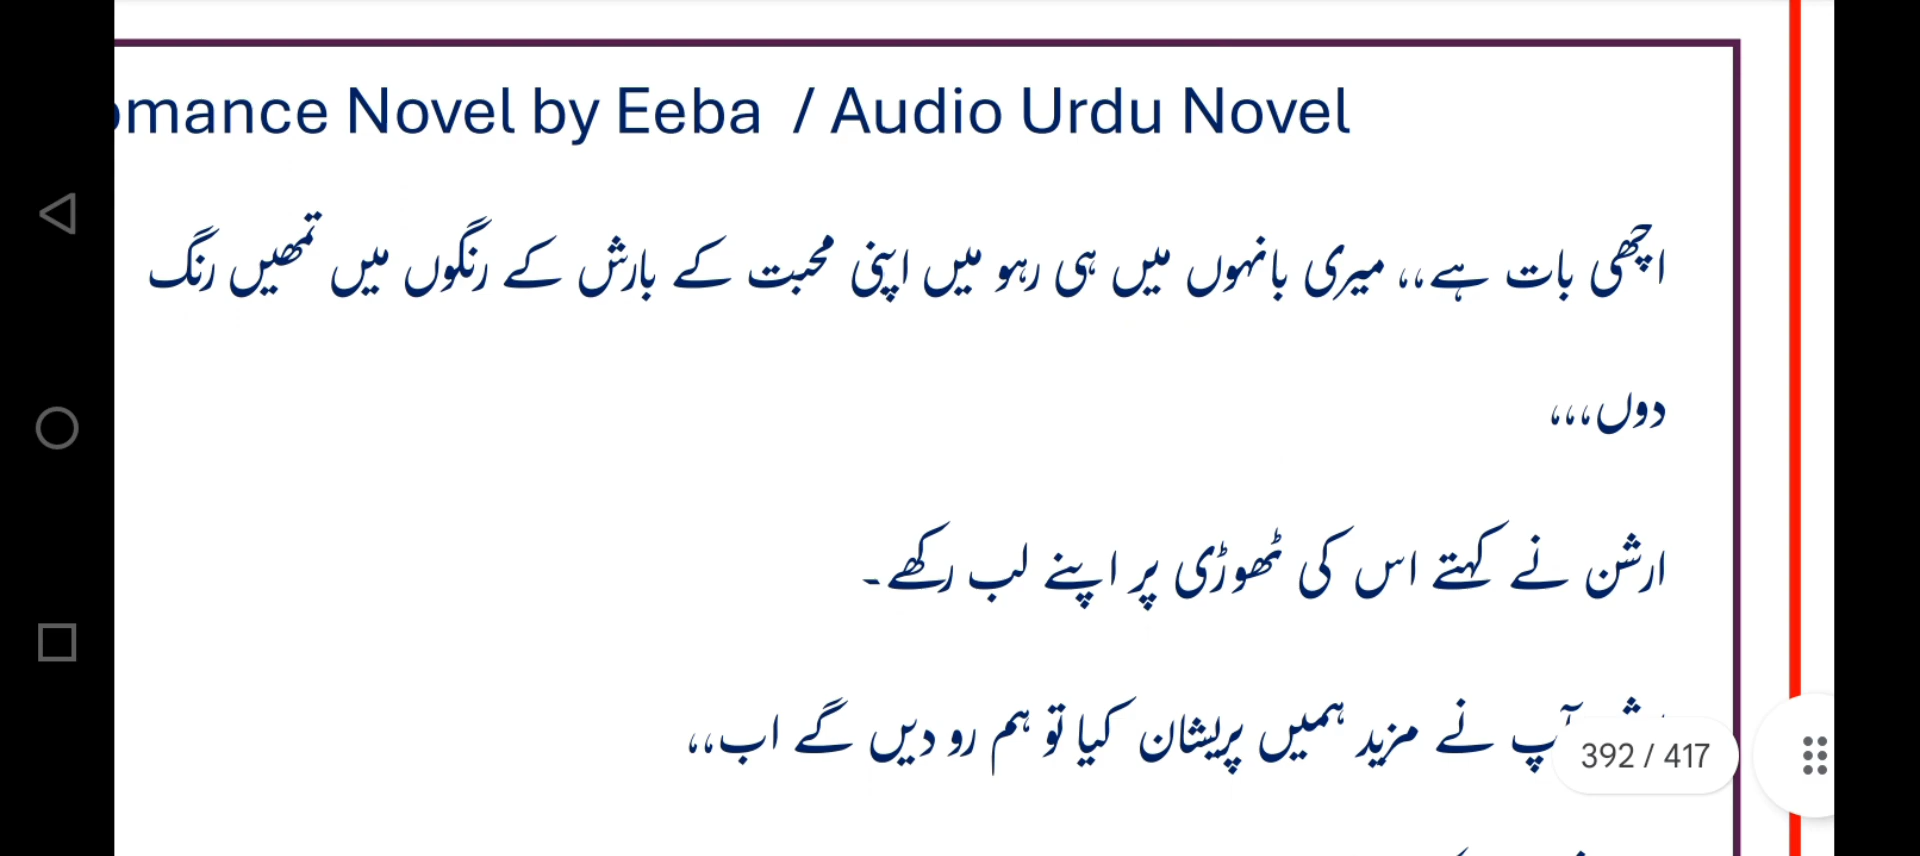 Novel by Eeba / Audio Urdu Novel
اچھی بات ہے،، میری بانہوں میں ہی رہو میں اپنی محبت کے بارش کے رنگوں میں تمھیں رنگ
دوں،،،
ارشن نے کہتے اس کی ٹھوڑی پر اپنے لب رکھے۔
آپ نے مزید ہمیں پریشان کیا تو ہم رو دیں گے اب،،
392 / 417